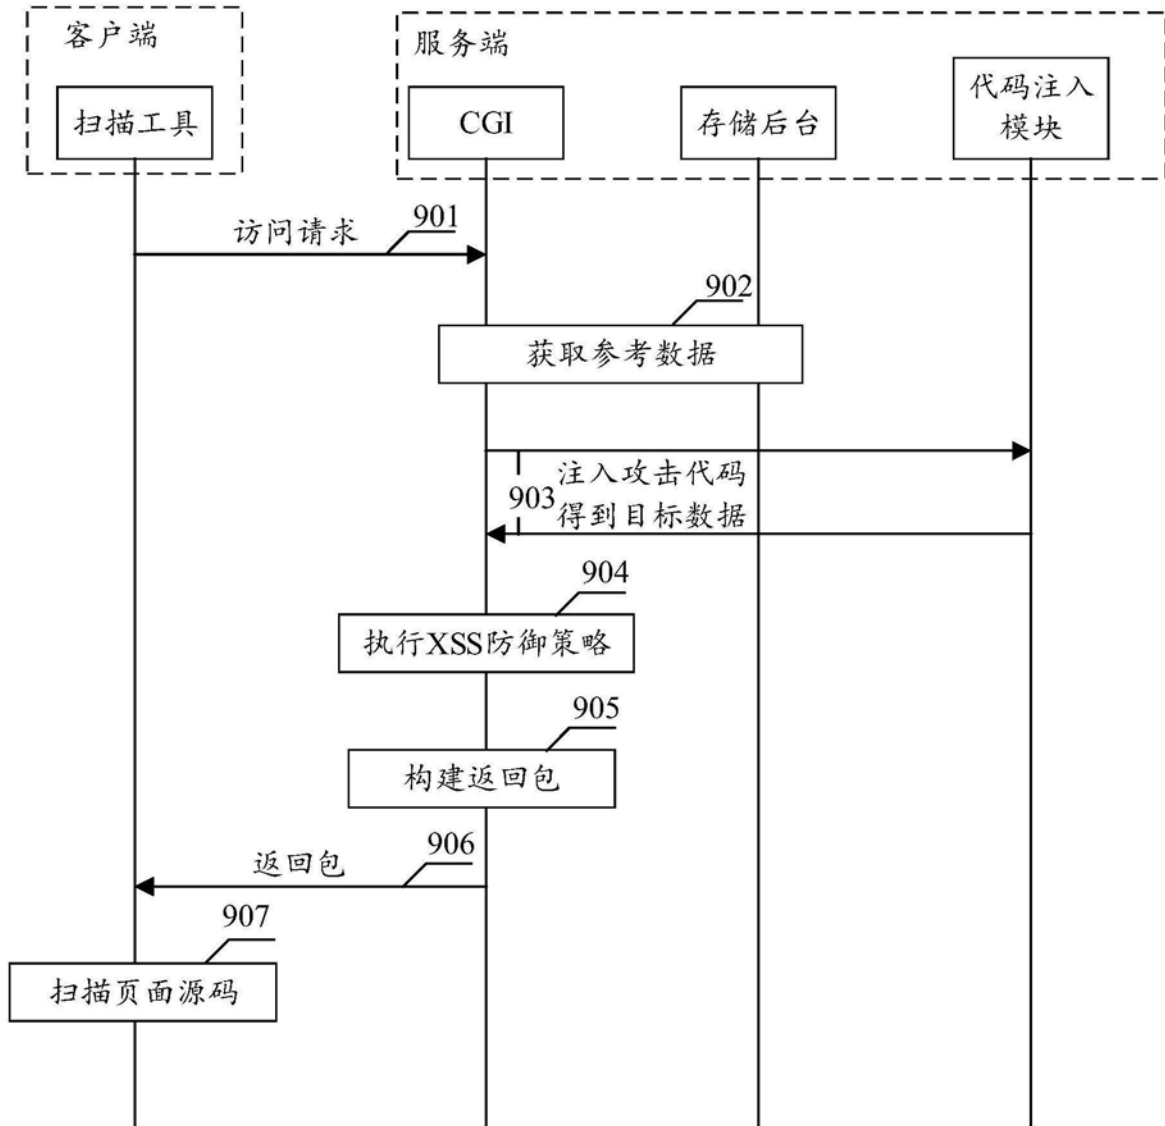 客户端
服务端
扫描工具
CGI
存储后台
代码注入
模块
访问请求
901
902
获取参考数据
注入攻击代码
903
得到目标数据
904
执行XSS防御策略
905
构建返回包
返回包
906
907
扫描页面源码